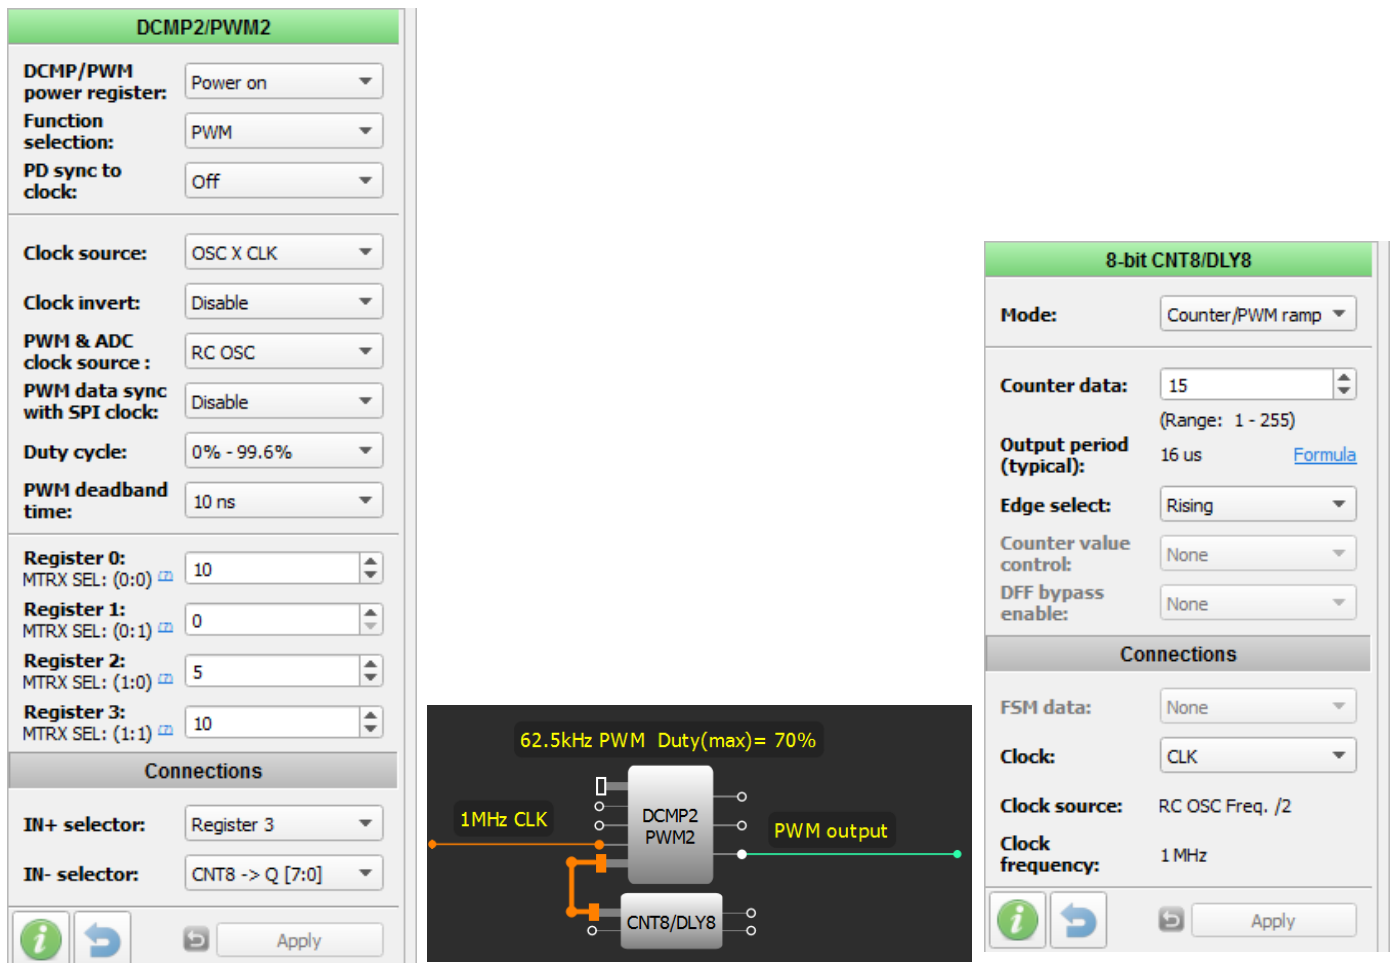 DCMP2/PWM2
DCMP/PWM
power register:
Power on
Function
selection:
PWM
PD sync to
clock:
Off
Clock source:
OSC X CLK
Clock invert:
Disable
PWM & ADC
clock source :
RC OSC
PWM data sync
with SPI clock:
Disable
Duty cycle:
0% - 99.6%
PWM deadband
time:
10 ns
Register 0:
MTRX SEL: (0:0)
10
Register 1:
MTRX SEL: (0:1)
0
Register 2:
MTRX SEL: (1:0)
5
Register 3:
MTRX SEL: (1:1)
10
Connections
IN+ selector:
Register 3
IN- selector:
CNT8 -> Q [7:0]
Apply
62.5kHz PWM Duty(max)= 70%
1MHz CLK
DCMP2
PWM2
PWM output
CNT8/DLY8
8-bit CNT8/DLY8
Mode:
Counter/PWM ramp
Counter data:
15
(Range: 1 - 255)
Output period
(typical):
16 us
Formula
Edge select:
Rising
Counter value
control:
None
DFF bypass
enable:
None
Connections
FSM data:
None
Clock:
CLK
Clock source:
RC OSC Freq. /2
Clock
frequency:
1 MHz
Apply